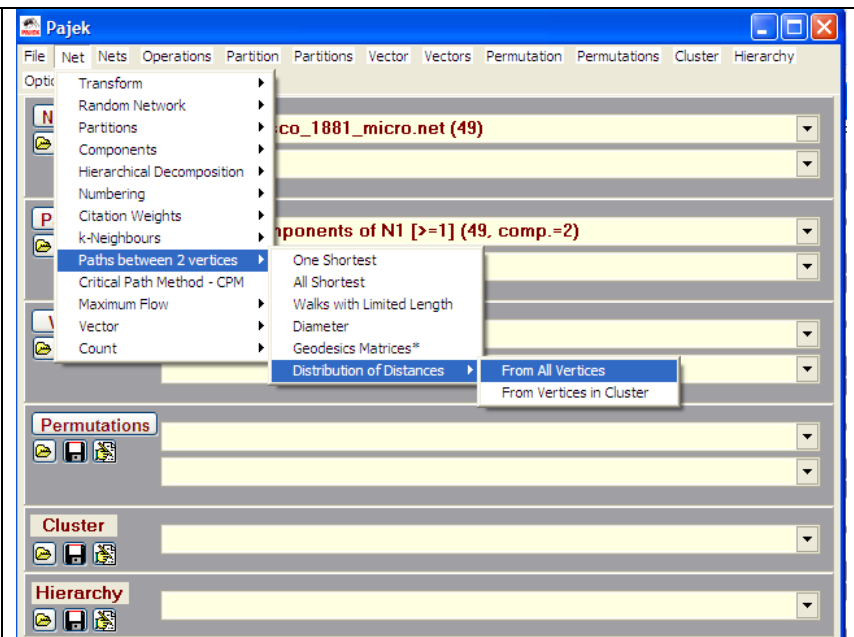 Pajek
File Net Nets Operations Partition Partitions Vector Vectors Permutation Permutations Cluster Hierarchy
Optio
Transform
Random Network
Partitions
Components
Hierarchical Decomposition
Numbering
Citation Weights
k-Neighbours
Paths between 2 vertices
Critical Path Method - CPM
Maximum Flow
Vector
Count
N
sco_1881_micro.net (49)
P
mponents of N1 [>=1] (49, comp.=2)
One Shortest
All Shortest
Walks with Limited Length
Diameter
Geodesics Matrices*
Distribution of Distances
From All Vertices
From Vertices in Cluster
V
Permutations
Cluster
Hierarchy